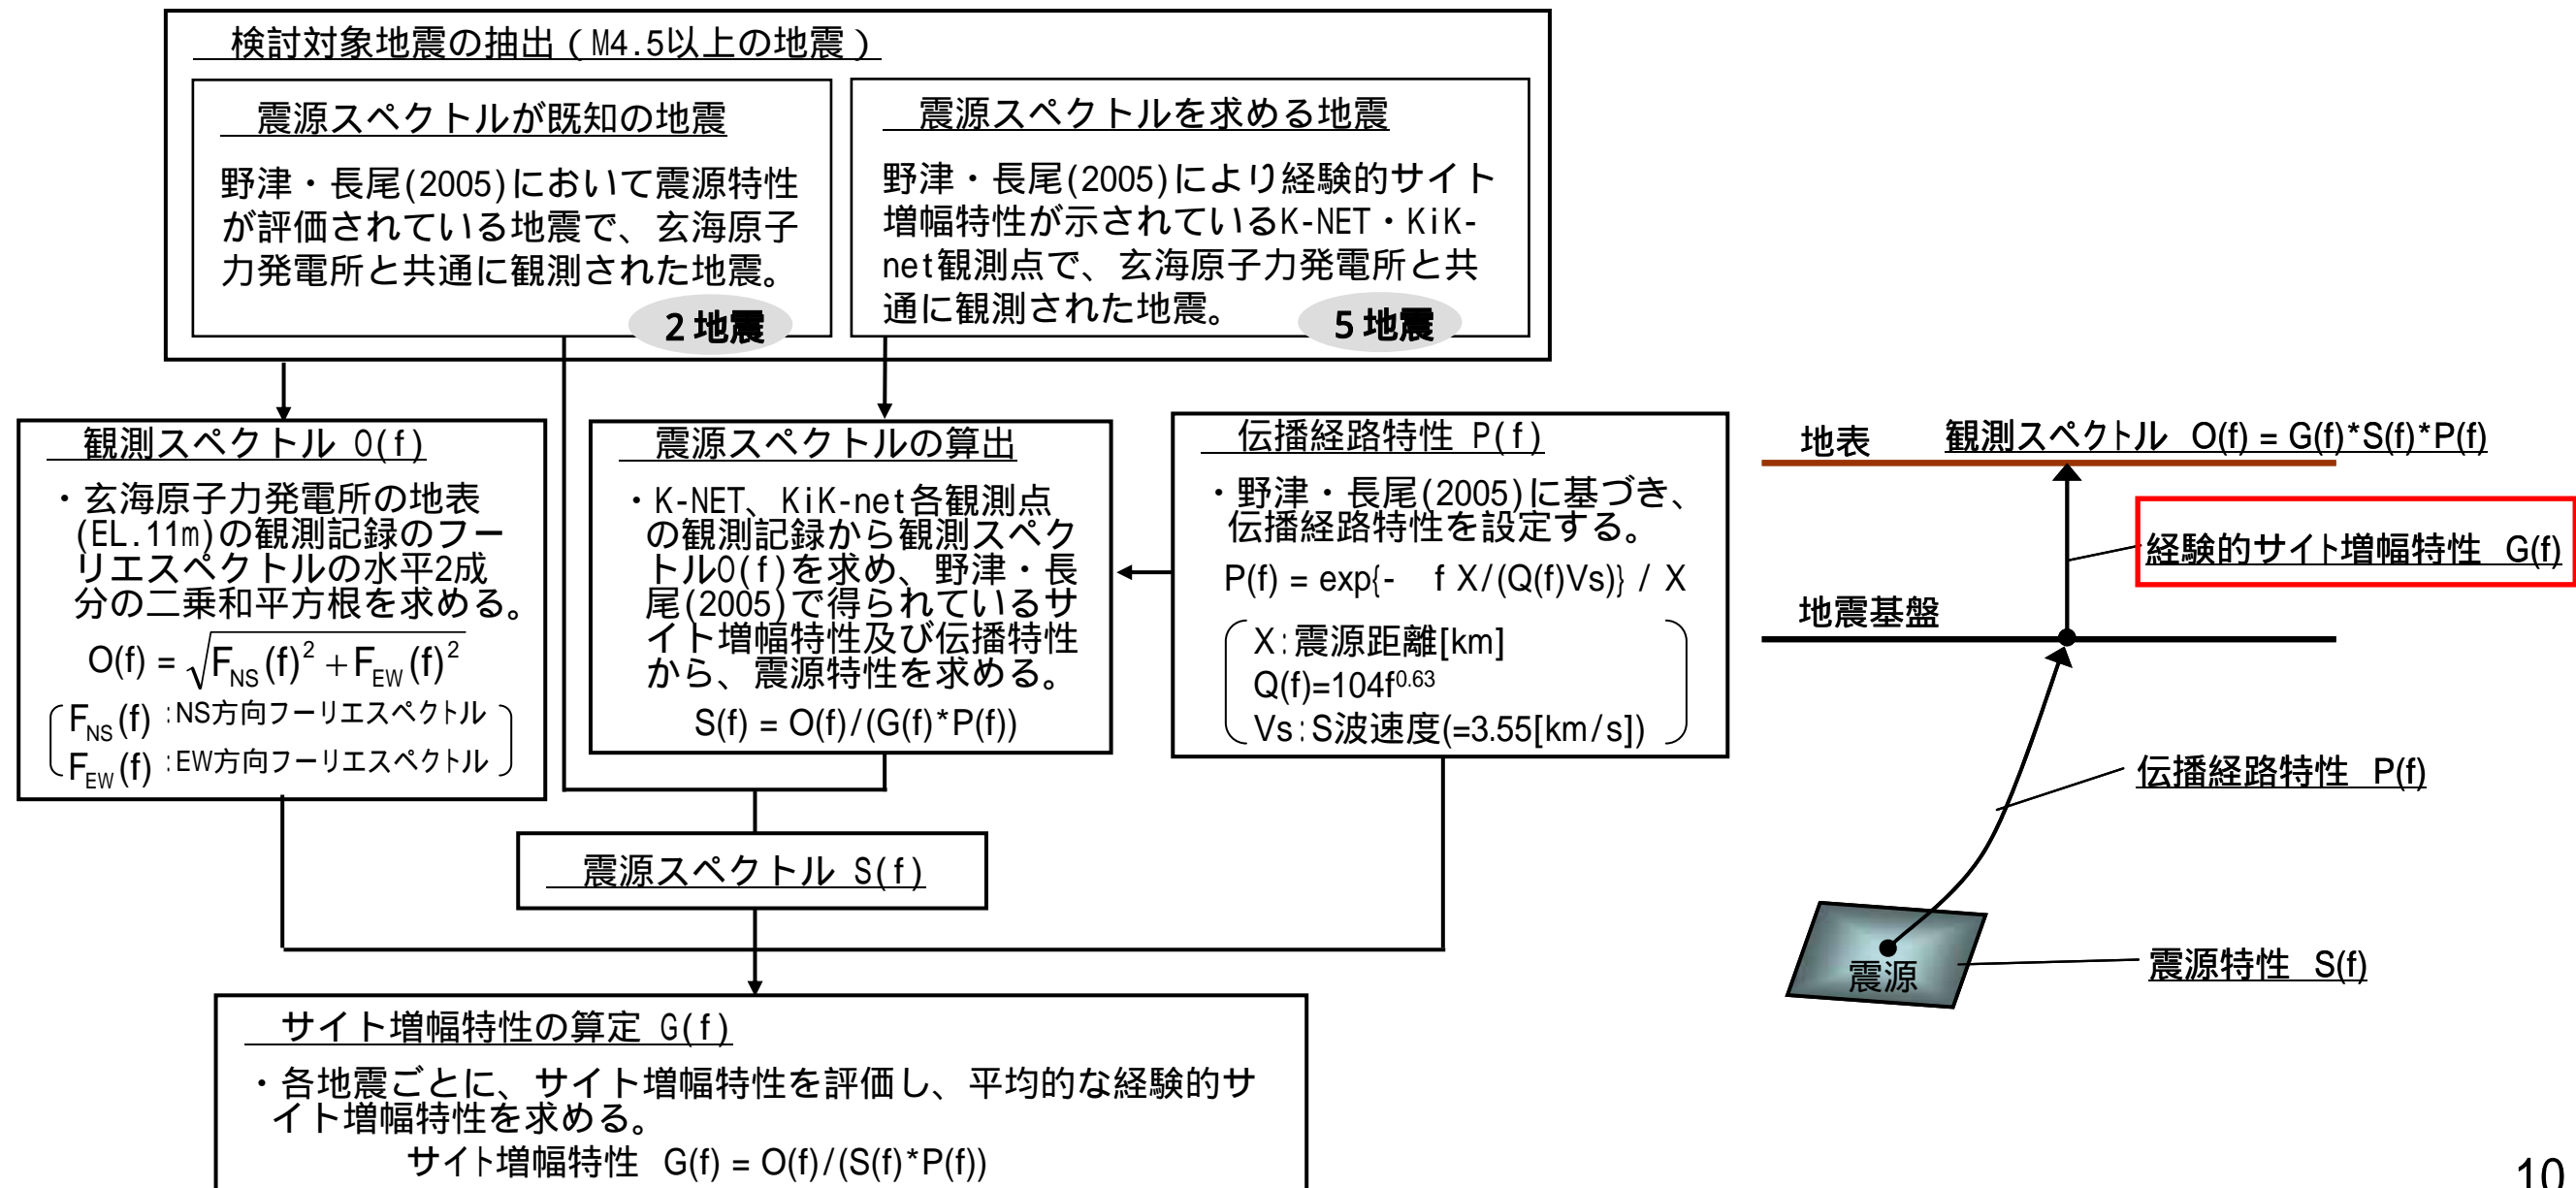 検討対象地震の抽出(M4.5以上の地震)
震源スペクトルが既知の地震
野津・長尾(2005)において震源特性
が評価されている地震で、玄海原子
力発電所と共通に観測された地震。
2地震
震源スペクトルを求める地震
野津・長尾(2005)により経験的サイト
増幅特性が示されているK-NET・KiK-
net観測点で、玄海原子力発電所と共
通に観測された地震。
5地震
観測スペクトル O(f)
・玄海原子力発電所の地表
(EL.11m)の観測記録のフー
リエスペクトルの水平2成
分の二乗和平方根を求める。
O(f) = √F_NS(f)² + F_EW(f)²
F_NS(f) :NS方向フーリエスペクトル
F_EW(f) :EW方向フーリエスペクトル
震源スペクトルの算出
・K-NET、KiK-net各観測点
の観測記録から観測スペク
トルO(f)を求め、野津・長
尾(2005)で得られているサ
イト増幅特性及び伝播特性
から、震源特性を求める。
S(f) = O(f)/(G(f)*P(f))
伝播経路特性 P(f)
・野津・長尾(2005)に基づき、
伝播経路特性を設定する。
P(f) = exp{- f X/(Q(f)Vs)} / X
X:震源距離[km]
Q(f)=104f^0.63
Vs:S波速度(=3.55[km/s])
震源スペクトル S(f)
サイト増幅特性の算定 G(f)
・各地震ごとに、サイト増幅特性を評価し、平均的な経験的サ
イト増幅特性を求める。
サイト増幅特性 G(f) = O(f)/(S(f)*P(f))
地表 観測スペクトル O(f) = G(f)*S(f)*P(f)
経験的サイト増幅特性 G(f)
地震基盤
伝播経路特性 P(f)
震源
震源特性 S(f)
10